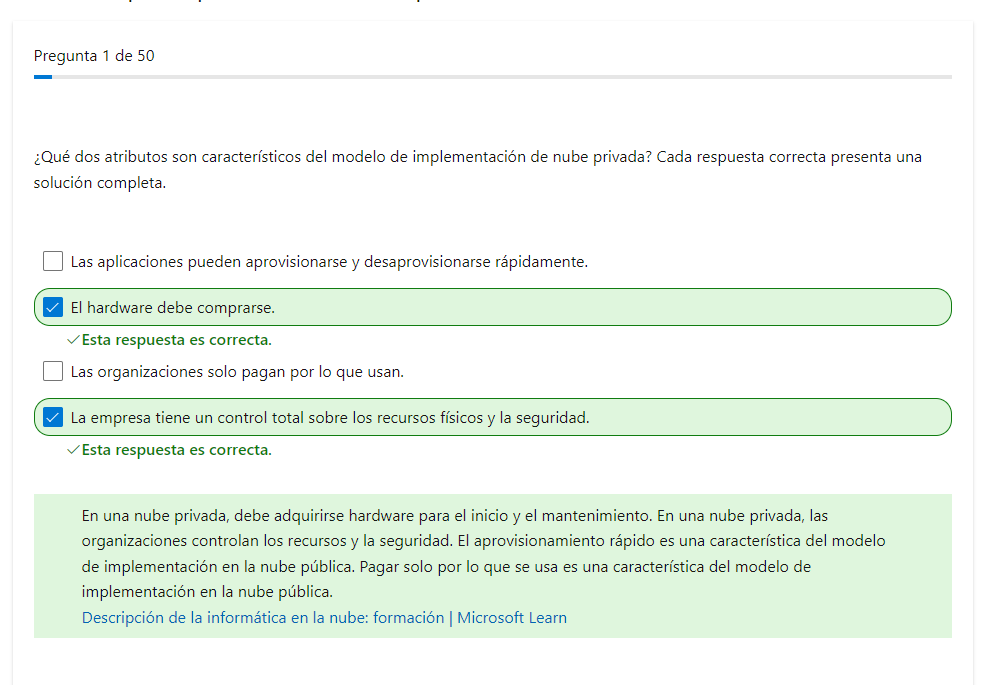 Pregunta 1 de 50
¿Qué dos atributos son característicos del modelo de implementación de nube privada? Cada respuesta correcta presenta una
solución completa.
Las aplicaciones pueden aprovisionarse y desaprovisionarse rápidamente.
El hardware debe comprarse.
Esta respuesta es correcta.
Las organizaciones solo pagan por lo que usan.
La empresa tiene un control total sobre los recursos físicos y la seguridad.
Esta respuesta es correcta.
En una nube privada, debe adquirirse hardware para el inicio y el mantenimiento. En una nube privada, las
organizaciones controlan los recursos y la seguridad. El aprovisionamiento rápido es una característica del modelo
de implementación en la nube pública. Pagar solo por lo que se usa es una característica del modelo de
implementación en la nube pública.
Descripción de la informática en la nube: formación | Microsoft Learn